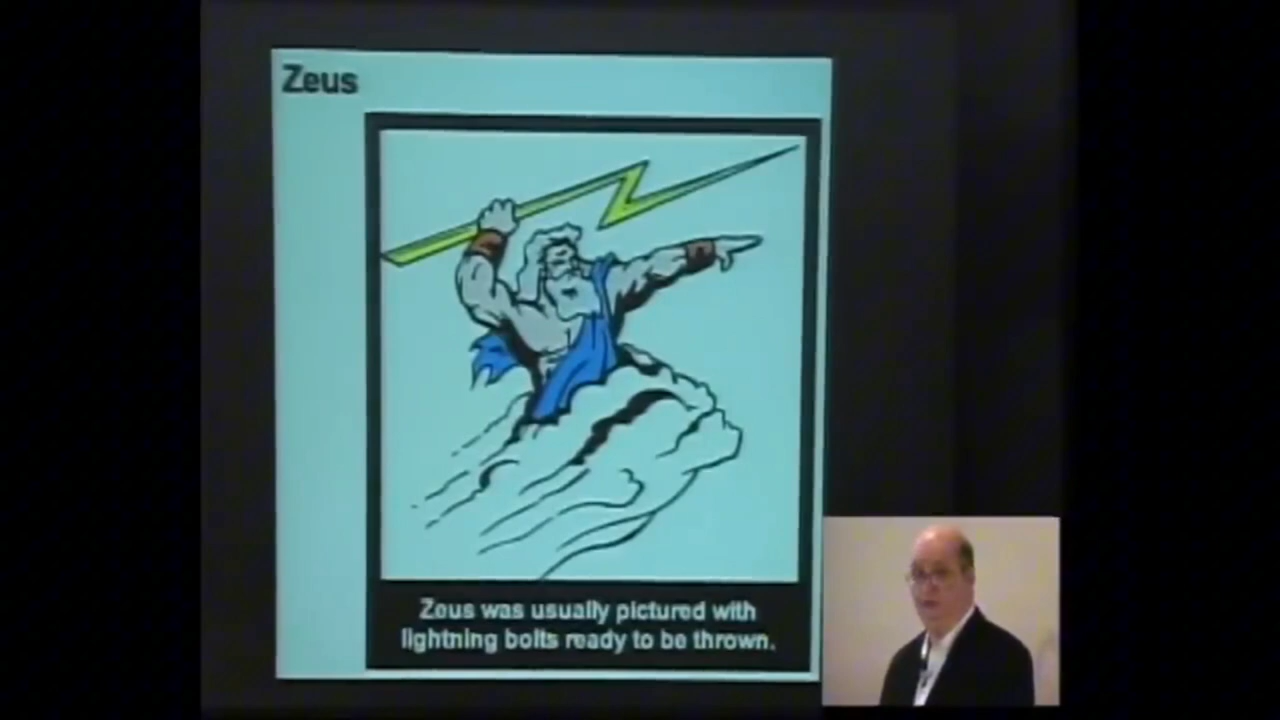 Zeus
Zeus was usually pictured with
lightning bolts ready to be thrown.